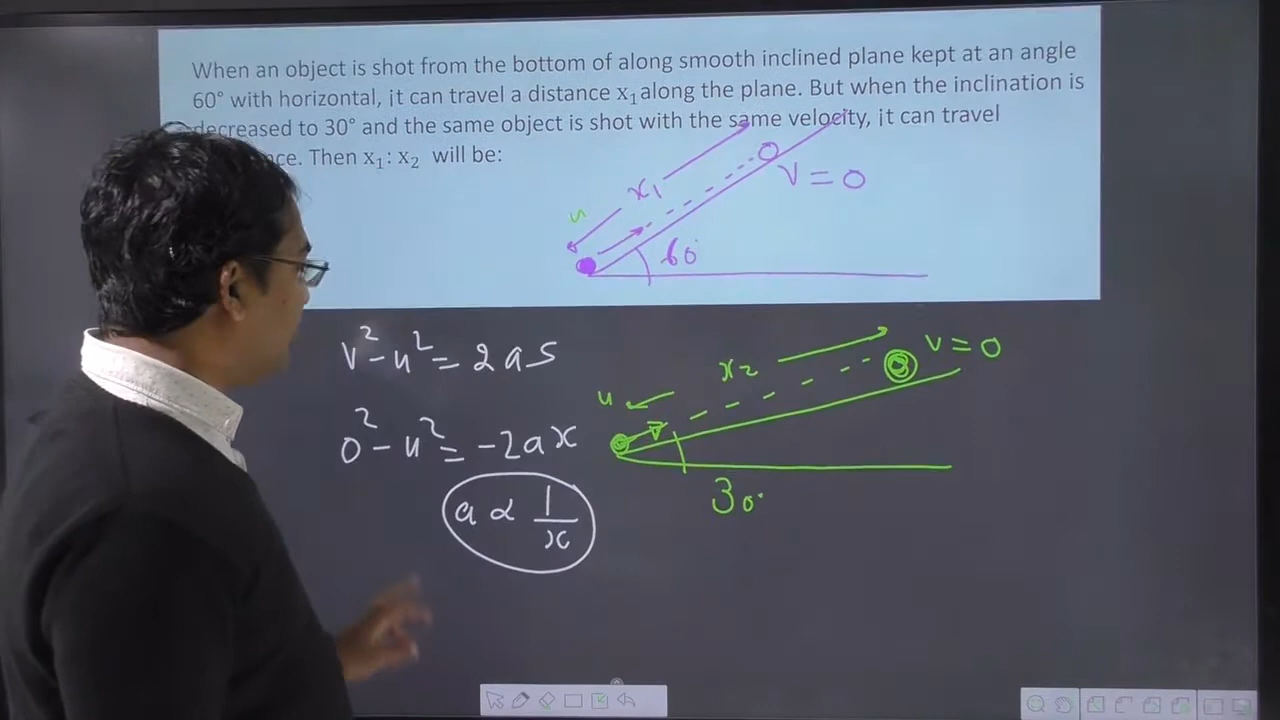 When an object is shot from the bottom of along smooth inclined plane kept at an angle
60° with horizontal, it can travel a distance x₁ along the plane. But when the inclination is
decreased to 30° and the same object is shot with the same velocity, it can travel
Then x₁: x₂ will be:
x₁
u
V = 0
60°
V² - u² = 2as
0² - u² = -2ax
a ∝ 1/x
x₂
V = 0
u
30°